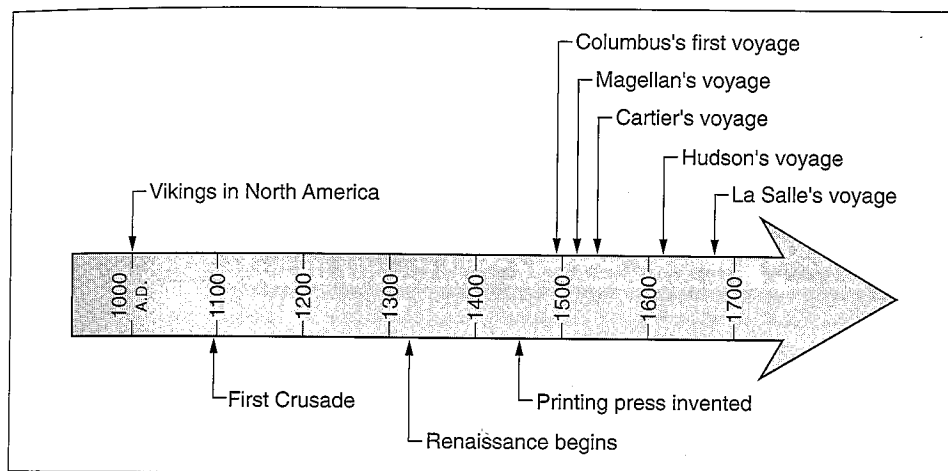 Columbus's first voyage
Magellan's voyage
Cartier's voyage
Hudson's voyage
Vikings in North America
La Salle's voyage
1000
A.D.
1100
1200
1300
1400
1500
1600
1700
First Crusade
Printing press invented
Renaissance begins